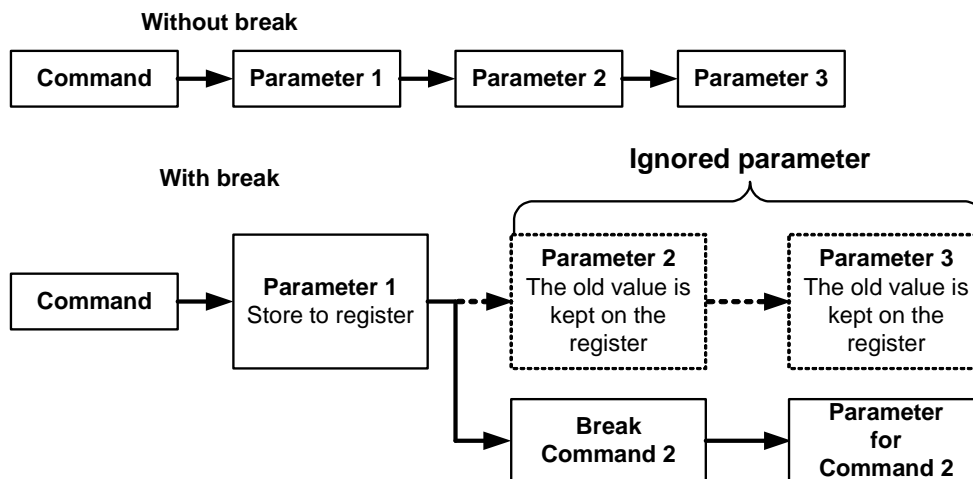 Without break
Command
Parameter 1
Parameter 2
Parameter 3
With break
Ignored parameter
Command
Parameter 1
Store to register
Parameter 2
The old value is
kept on the
register
Parameter 3
The old value is
kept on the
register
Break
Command 2
Parameter
for
Command 2